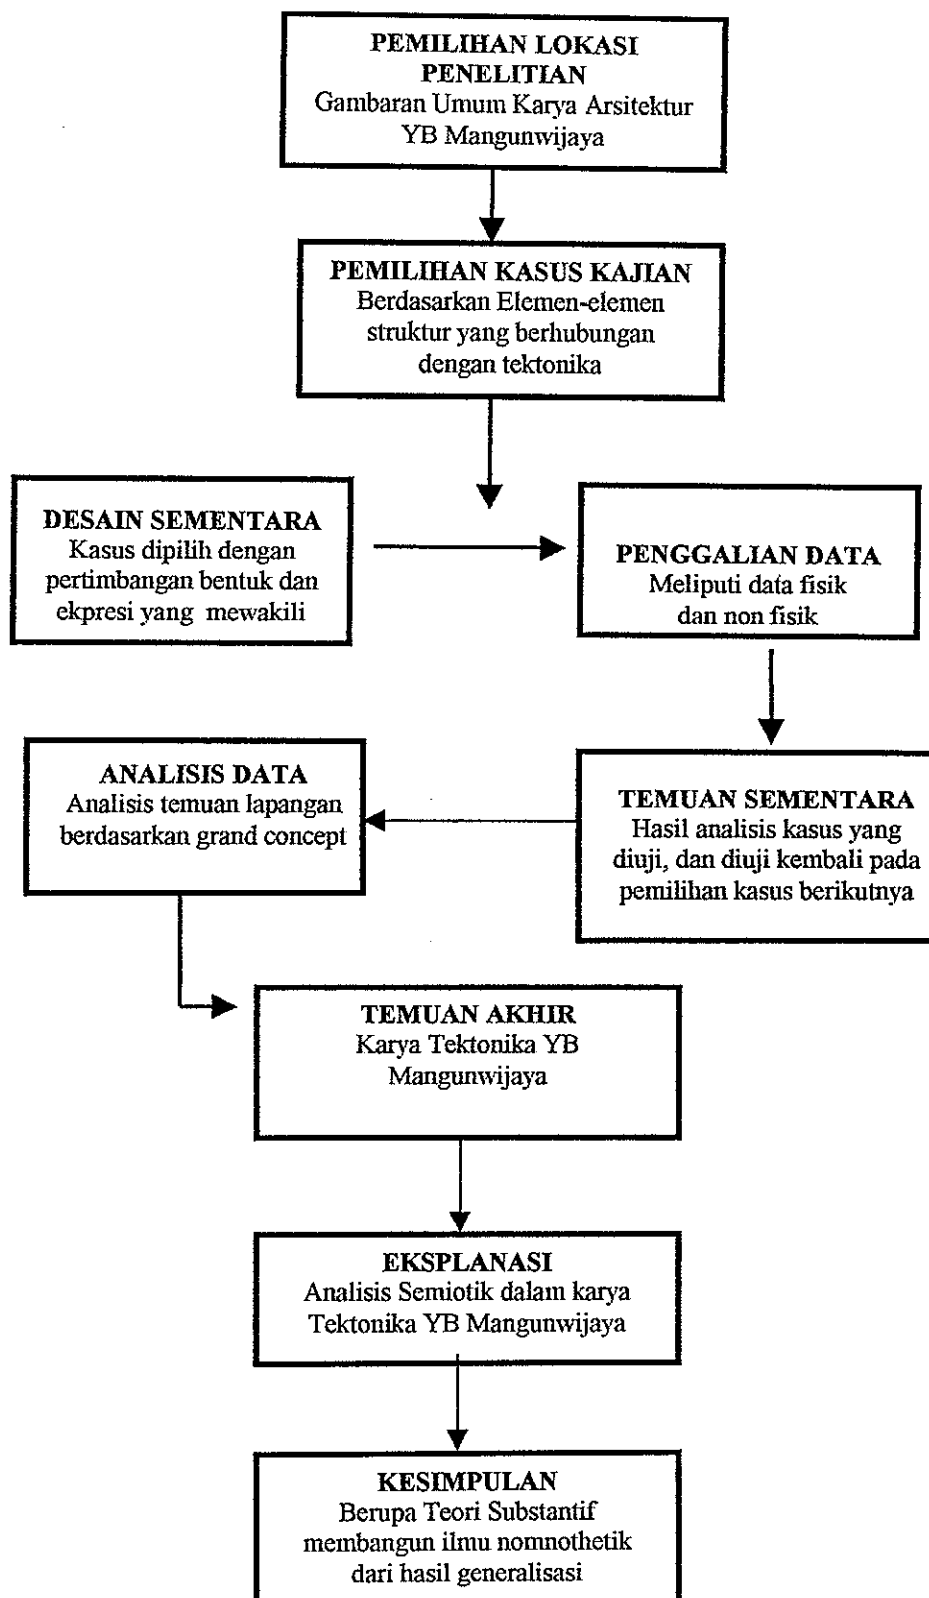 PEMILIHAN LOKASI
PENELITIAN
Gambaran Umum Karya Arsitektur
YB Mangunwijaya
PEMILIHAN KASUS KAJIAN
Berdasarkan Elemen-elemen
struktur yang berhubungan
dengan tektonika
DESAIN SEMENTARA
Kasus dipilih dengan
pertimbangan bentuk dan
ekpresi yang mewakili
PENGGALIAN DATA
Meliputi data fisik
dan non fisik
ANALISIS DATA
Analisis temuan lapangan
berdasarkan grand concept
TEMUAN SEMENTARA
Hasil analisis kasus yang
diuji, dan diuji kembali pada
pemilihan kasus berikutnya
TEMUAN AKHIR
Karya Tektonika YB
Mangunwijaya
EKSPLANASI
Analisis Semiotik dalam karya
Tektonika YB Mangunwijaya
KESIMPULAN
Berupa Teori Substantif
membangun ilmu nomnothetik
dari hasil generalisasi